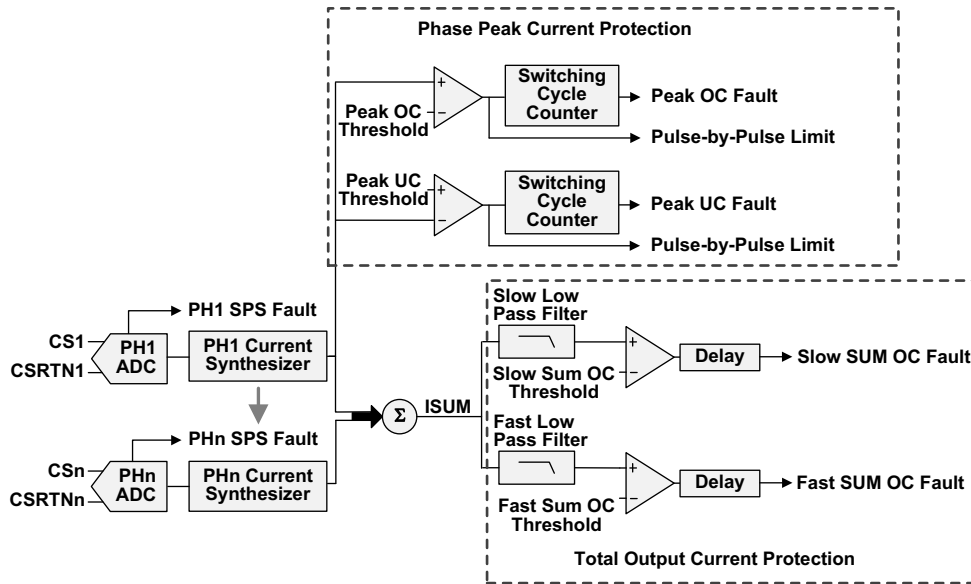 Phase Peak Current Protection
Peak OC
Threshold
+
−
Switching
Cycle
Counter
Peak OC Fault
Pulse-by-Pulse Limit
Peak UC
Threshold
+
−
Switching
Cycle
Counter
Peak UC Fault
Pulse-by-Pulse Limit
PH1 SPS Fault
CS1
CSRTN1
PH1
ADC
PH1 Current
Synthesizer
PHn SPS Fault
CSn
CSRTNn
PHn
ADC
PHn Current
Synthesizer
Σ
ISUM
Slow Low
Pass Filter
Slow Sum OC
Threshold
+
−
Delay
Slow SUM OC Fault
Fast Low
Pass Filter
Fast Sum OC
Threshold
+
−
Delay
Fast SUM OC Fault
Total Output Current Protection